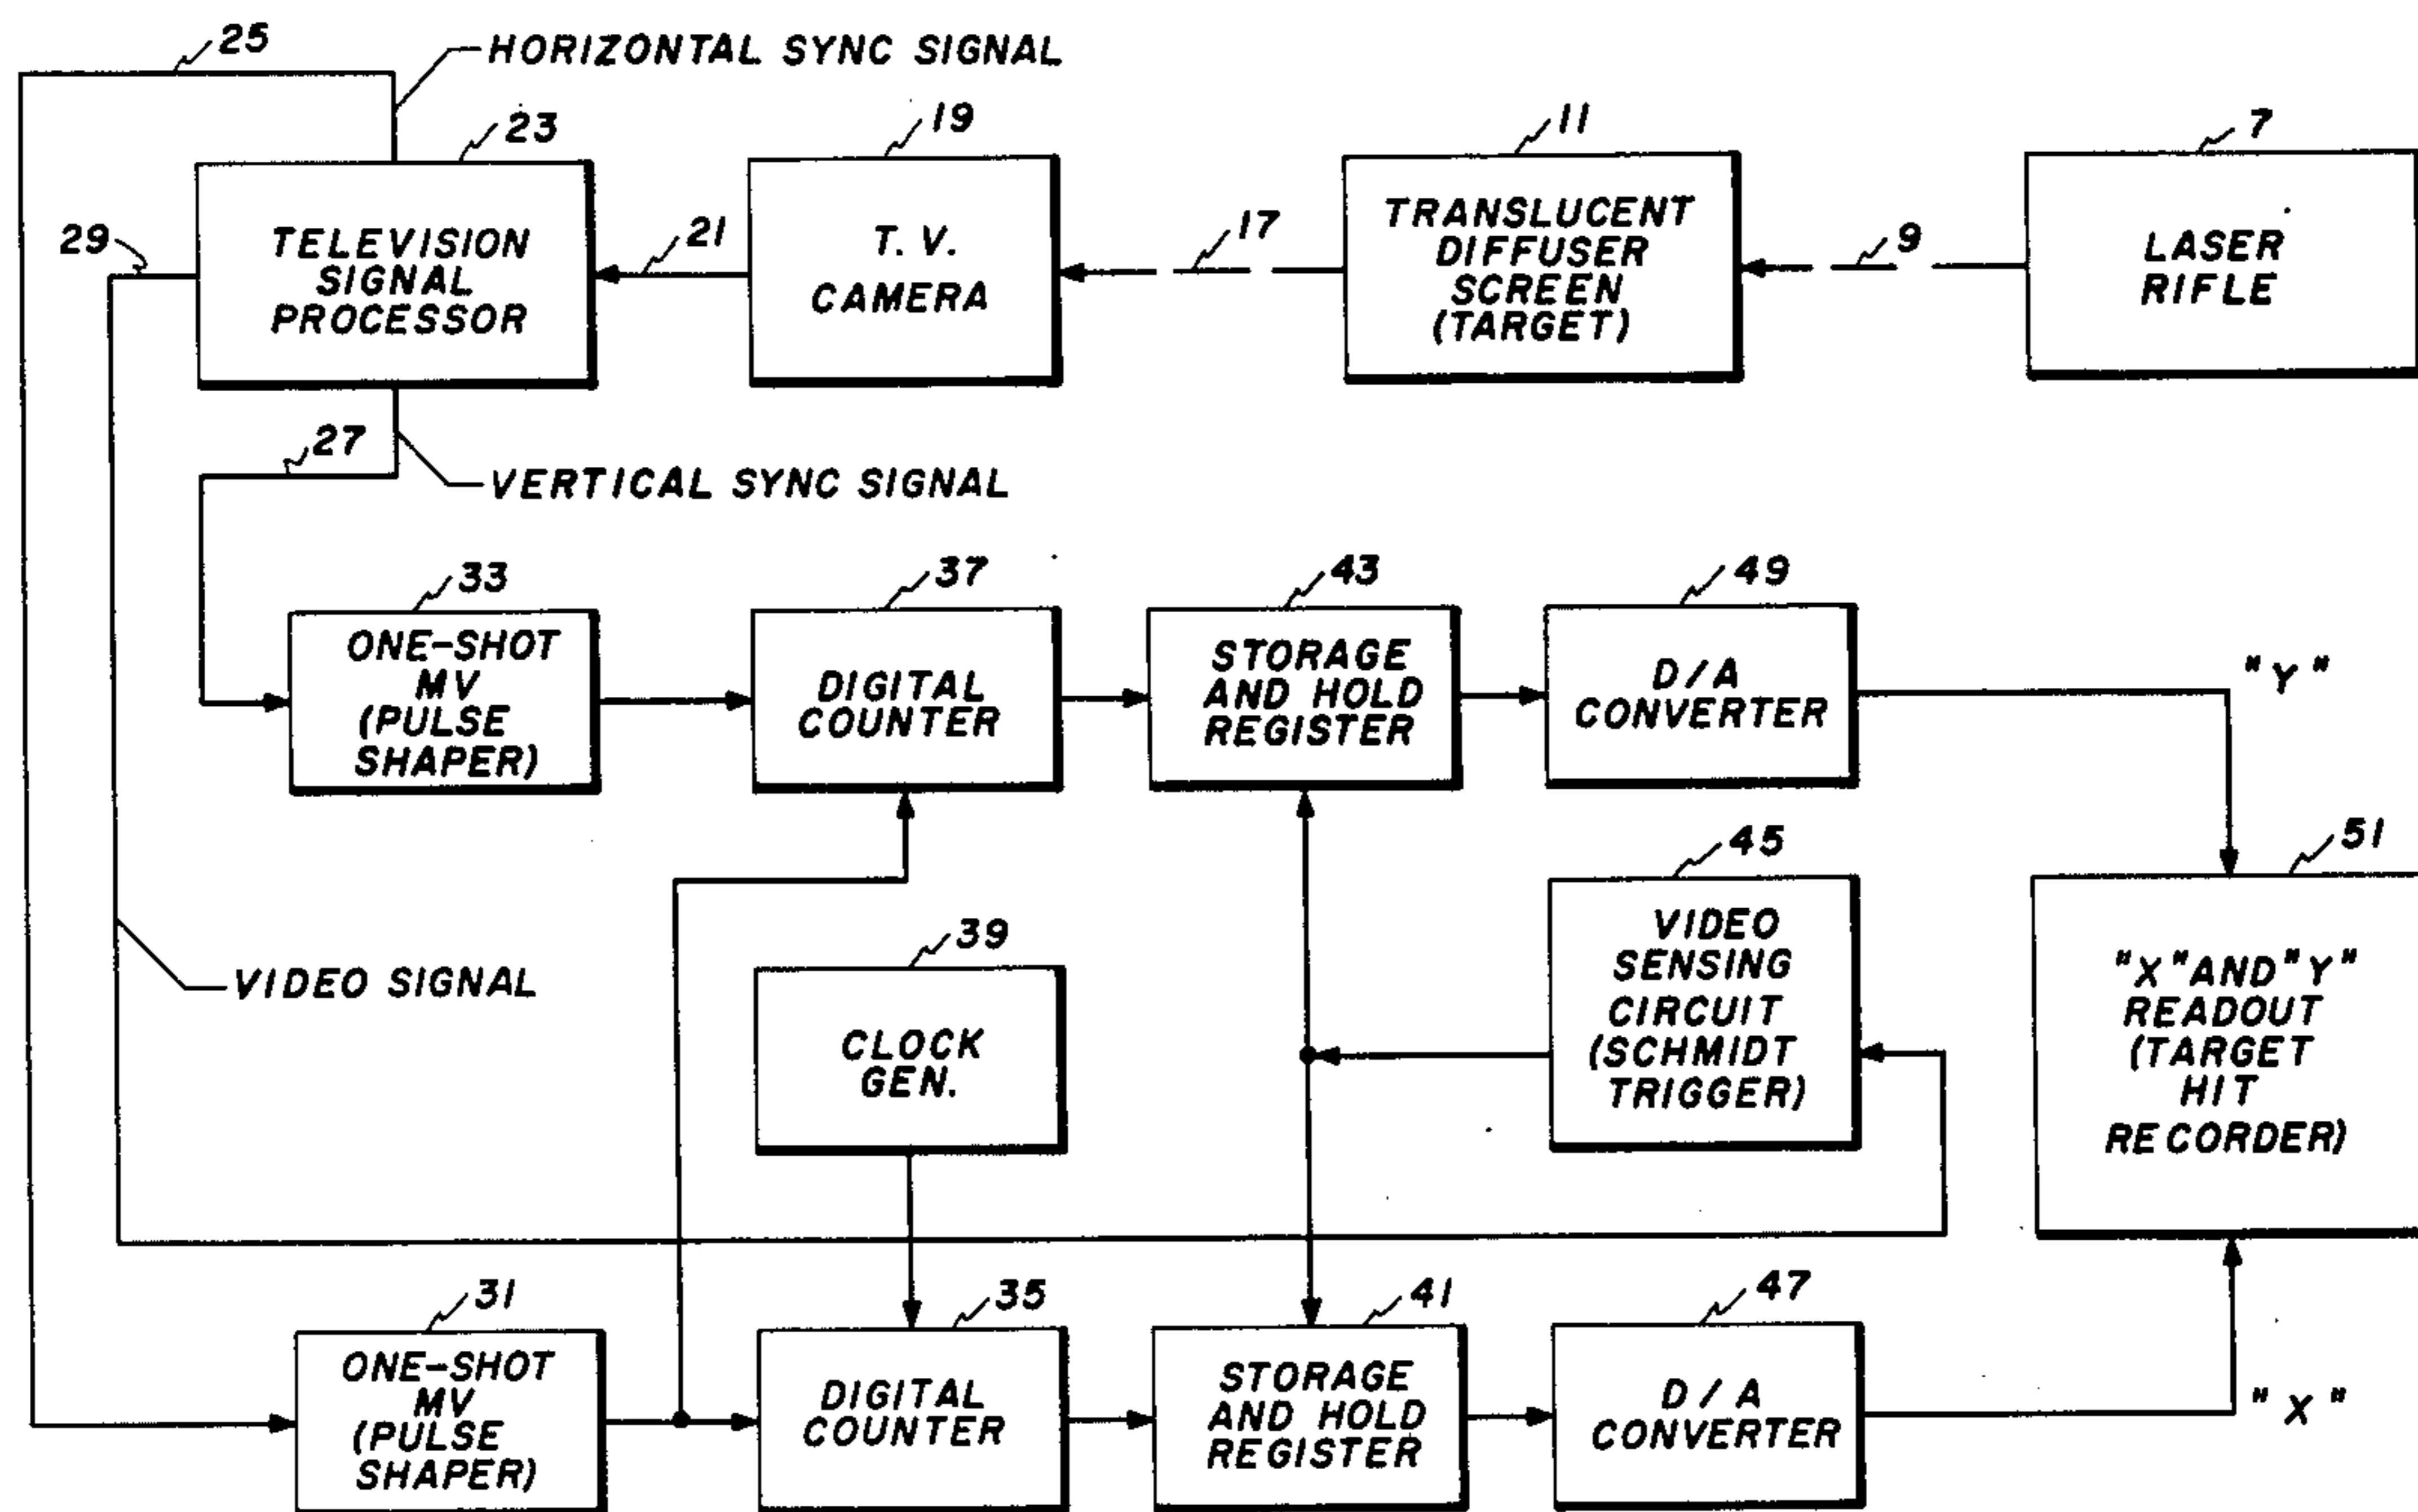 25
HORIZONTAL SYNC SIGNAL
23
19
11
7
29
TELEVISION
SIGNAL
PROCESSOR
21
T. V.
CAMERA
17
TRANSLUCENT
DIFFUSER
SCREEN
(TARGET)
9
LASER
RIFLE
27
VERTICAL SYNC SIGNAL
33
ONE-SHOT
MV
(PULSE
SHAPER)
37
DIGITAL
COUNTER
43
STORAGE
AND HOLD
REGISTER
49
D/A
CONVERTER
"Y"
45
VIDEO
SENSING
CIRCUIT
(SCHMIDT
TRIGGER)
51
"X" AND "Y"
READOUT
(TARGET
HIT
RECORDER)
39
CLOCK
GEN.
VIDEO SIGNAL
31
ONE-SHOT
MV
(PULSE
SHAPER)
35
DIGITAL
COUNTER
41
STORAGE
AND HOLD
REGISTER
47
D/A
CONVERTER
"X"